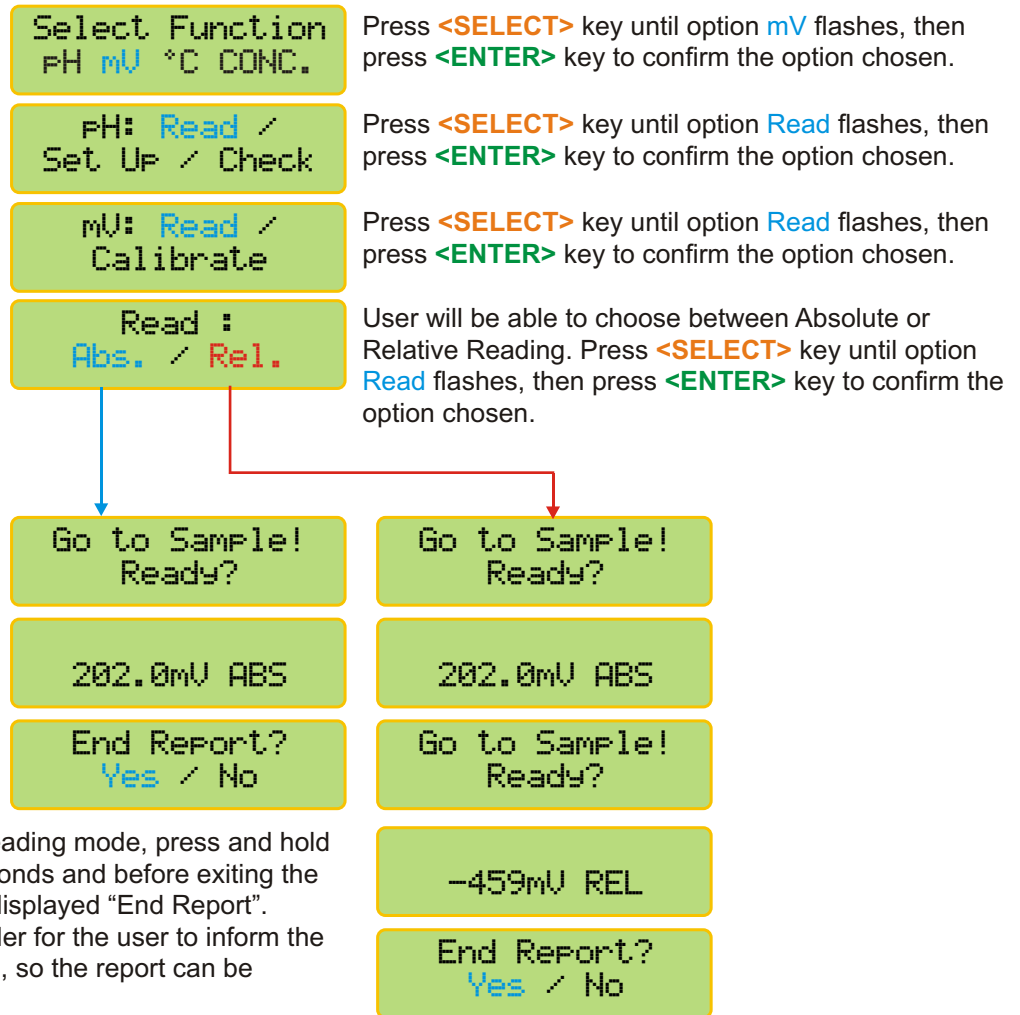 Select Function
pH mV °C CONC.
Press <SELECT> key until option mV flashes, then
press <ENTER> key to confirm the option chosen.
pH: Read /
Set Up / Check
Press <SELECT> key until option Read flashes, then
press <ENTER> key to confirm the option chosen.
mV: Read /
Calibrate
Press <SELECT> key until option Read flashes, then
press <ENTER> key to confirm the option chosen.
Read :
Abs. / Rel.
User will be able to choose between Absolute or
Relative Reading. Press <SELECT> key until option
Read flashes, then press <ENTER> key to confirm the
option chosen.
Go to Sample!
Ready?
202.0mV ABS
End Report?
Yes / No
Go to Sample!
Ready?
202.0mV ABS
Go to Sample!
Ready?
-459mV REL
End Report?
Yes / No
mode, press and hold
and before exiting the
“End Report”.
for the user to inform the
, so the report can be